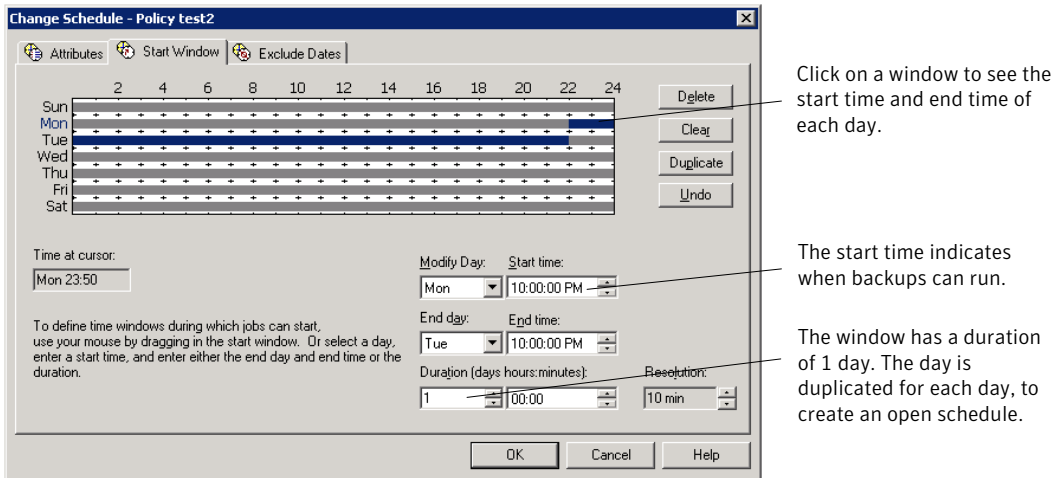 Change Schedule - Policy test2
Attributes
Start Window
Exclude Dates
2 4 6 8 10 12 14 16 18 20 22 24
Sun
Mon
Tue
Wed
Thu
Fri
Sat
Delete
Clear
Duplicate
Undo
Click on a window to see the
start time and end time of
each day.
Time at cursor:
Mon 23:50
To define time windows during which jobs can start,
use your mouse by dragging in the start window. Or select a day,
enter a start time, and enter either the end day and end time or the
duration.
Modify Day: Start time:
Mon 10:00:00 PM
End day: End time:
Tue 10:00:00 PM
Duration (days hours:minutes): Resolution:
1 00:00 10 min
The start time indicates
when backups can run.
The window has a duration
of 1 day. The day is
duplicated for each day, to
create an open schedule.
OK Cancel Help